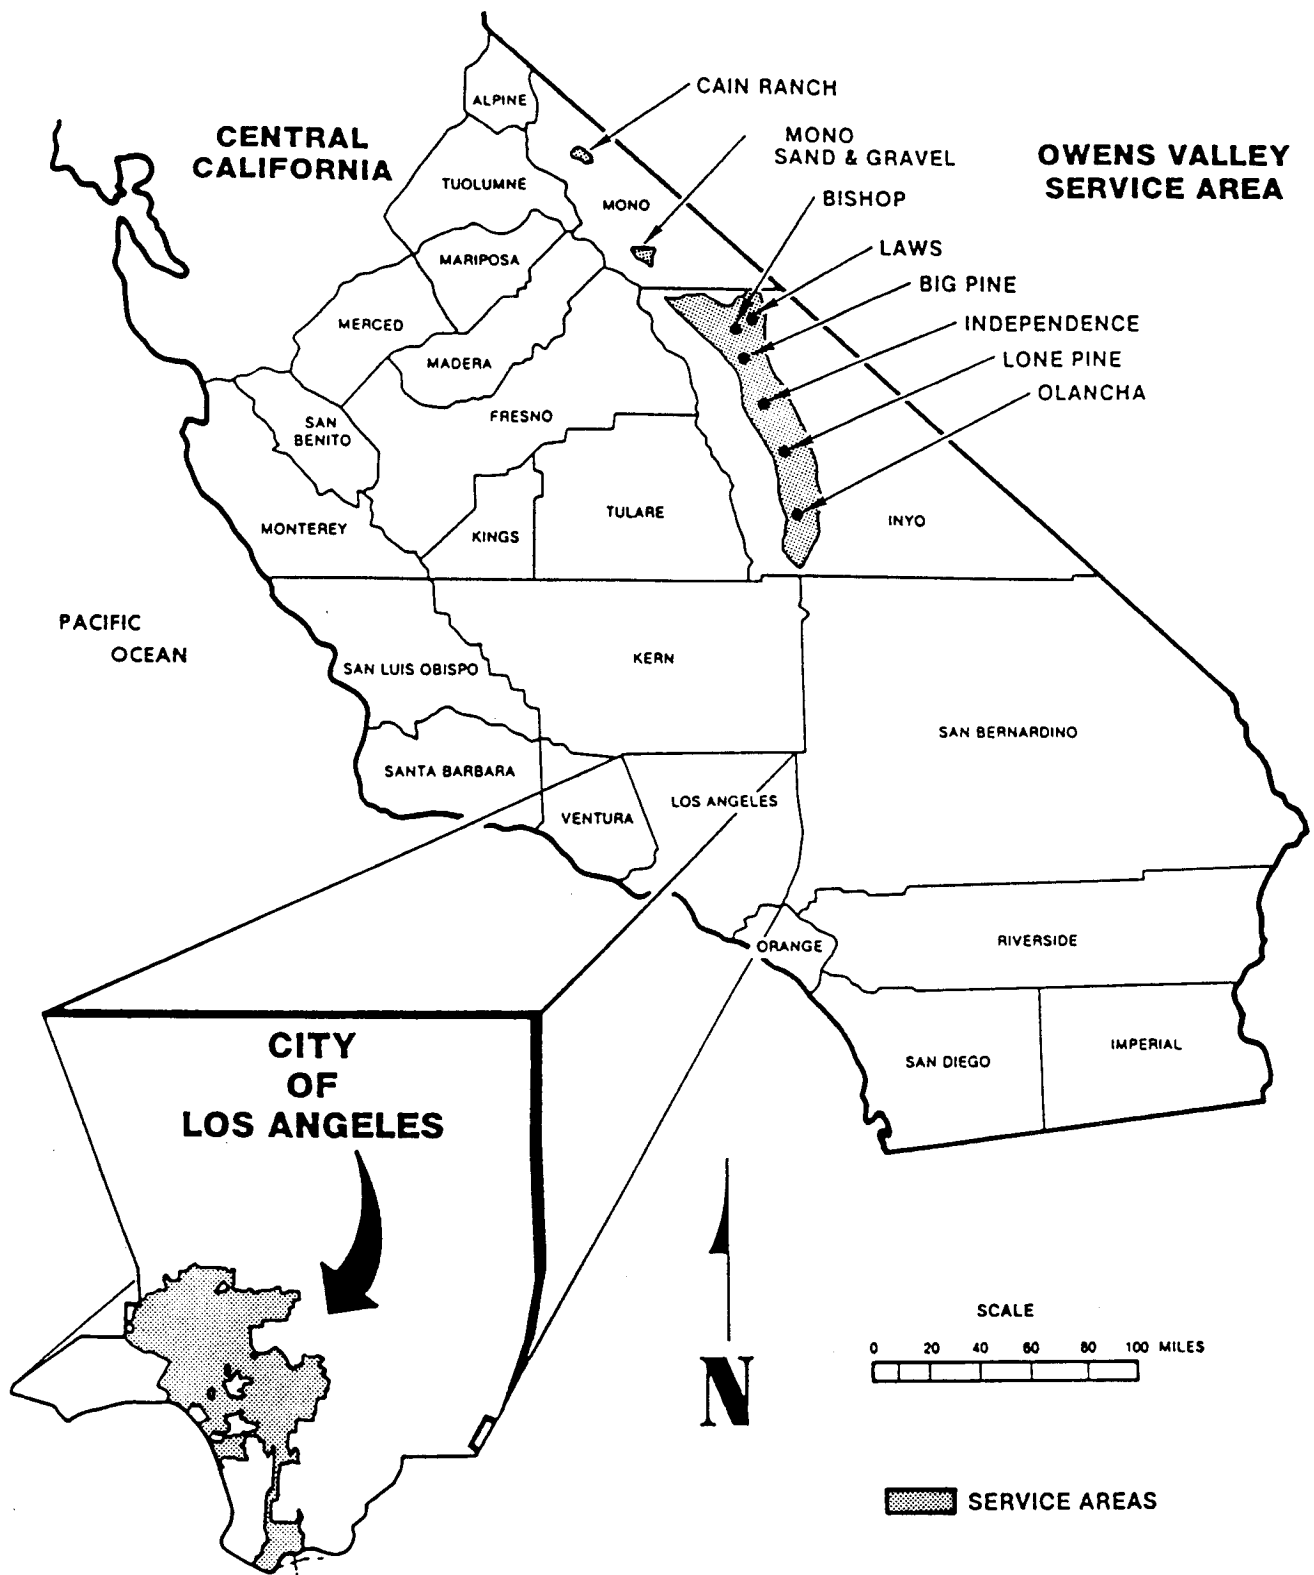 CENTRAL
CALIFORNIA
OWENS VALLEY
SERVICE AREA
CAIN RANCH
MONO
SAND & GRAVEL
BISHOP
LAWS
BIG PINE
INDEPENDENCE
LONE PINE
OLANCHA
ALPINE
TUOLUMNE
MONO
MARIPOSA
MERCED
MADERA
FRESNO
SAN
BENITO
MONTEREY
KINGS
TULARE
INYO
PACIFIC
OCEAN
SAN LUIS OBISPO
KERN
SAN BERNARDINO
SANTA BARBARA
VENTURA
LOS ANGELES
ORANGE
RIVERSIDE
SAN DIEGO
IMPERIAL
CITY
OF
LOS ANGELES
N
SCALE
0 20 40 60 80 100 MILES
SERVICE AREAS